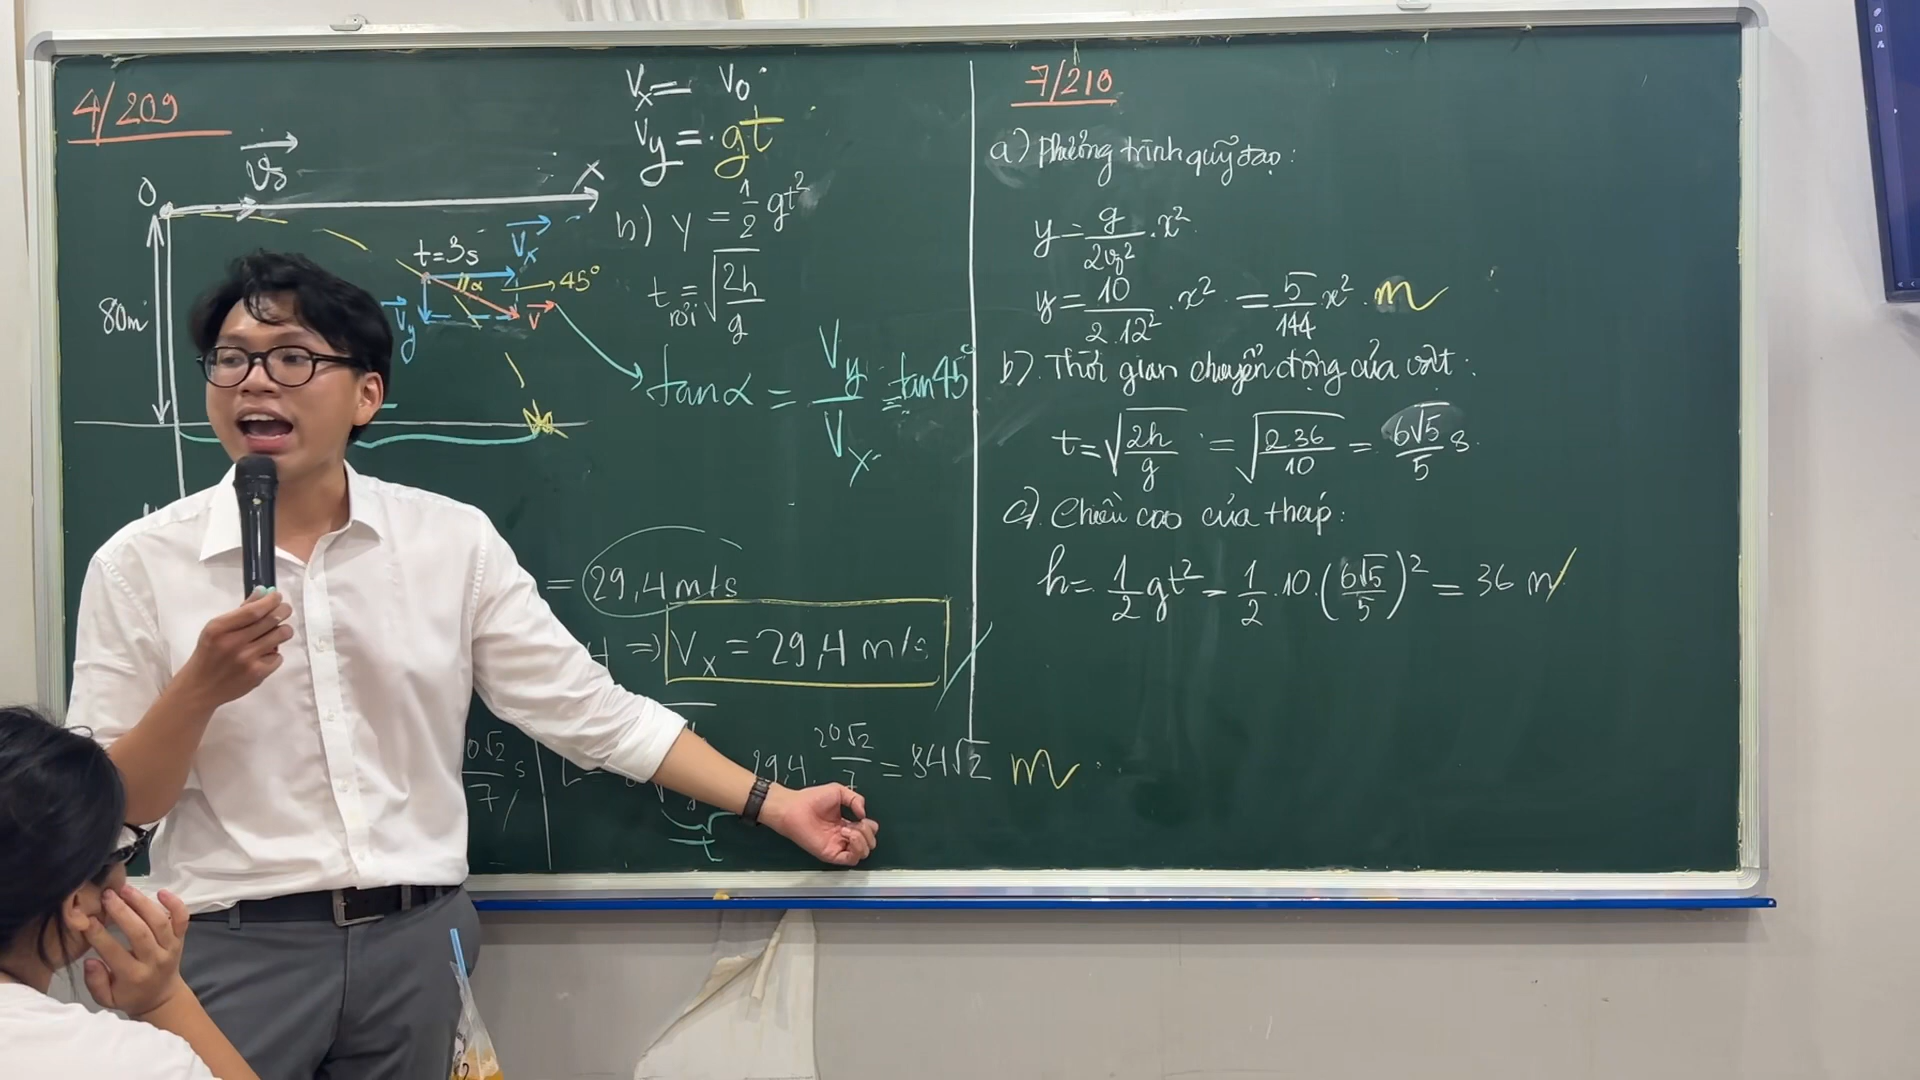 4/209
O
x
80m
t=3s
Vx
α
45°
Vy
V
Vx = V₀
Vy = gt
b) y = 1/2 gt²
t rơi = √(2h/g)
tanα = Vy/Vx = tan45°
= 29,4 m/s
=> Vx = 29,4 m/s
29,4. 20√2/7 = 84√2 m
t
7/210
a) Phương trình quỹ đạo:
y = g/2v₀² .x²
y = 10/2.12² .x² = 5/144 x². m
b). Thời gian chuyển động của vật:
t = √(2h/g) = √(2.36/10) = 6√5/5 s
c). Chiều cao của tháp:
h = 1/2 gt² = 1/2 .10.(6√5/5)² = 36 m